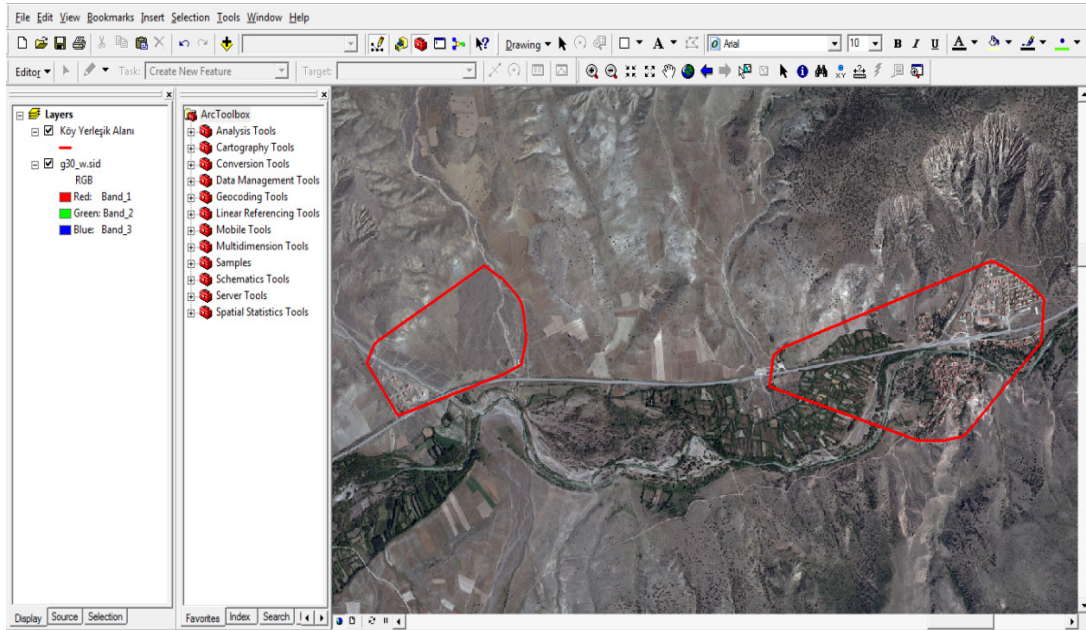 File Edit View Bookmarks Insert Selection Tools Window Help
Drawing A Arial 10 B I U A
Editor Task: Create New Feature Target:
Layers
Köy Yerleşik Alanı
g30_w.sid
RGB
Red: Band_1
Green: Band_2
Blue: Band_3
Display Source Selection
ArcToolbox
Analysis Tools
Cartography Tools
Conversion Tools
Data Management Tools
Geocoding Tools
Linear Referencing Tools
Mobile Tools
Multidimension Tools
Samples
Schematics Tools
Server Tools
Spatial Statistics Tools
Favorites Index Search